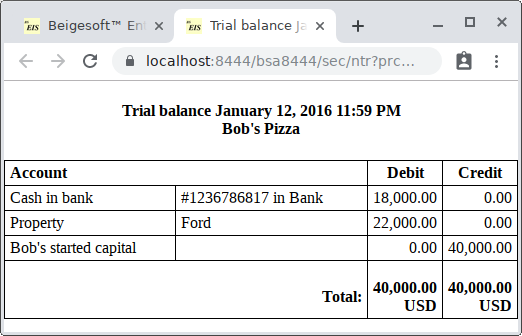 EIS Beigesoft™ Ent
EIS Trial balance Ja
localhost:8444/bsa8444/sec/ntr?prc…
Trial balance January 12, 2016 11:59 PM
Bob's Pizza
Account Debit Credit
Cash in bank #1236786817 in Bank 18,000.00 0.00
Property Ford 22,000.00 0.00
Bob's started capital 0.00 40,000.00
Total: 40,000.00 USD 40,000.00 USD